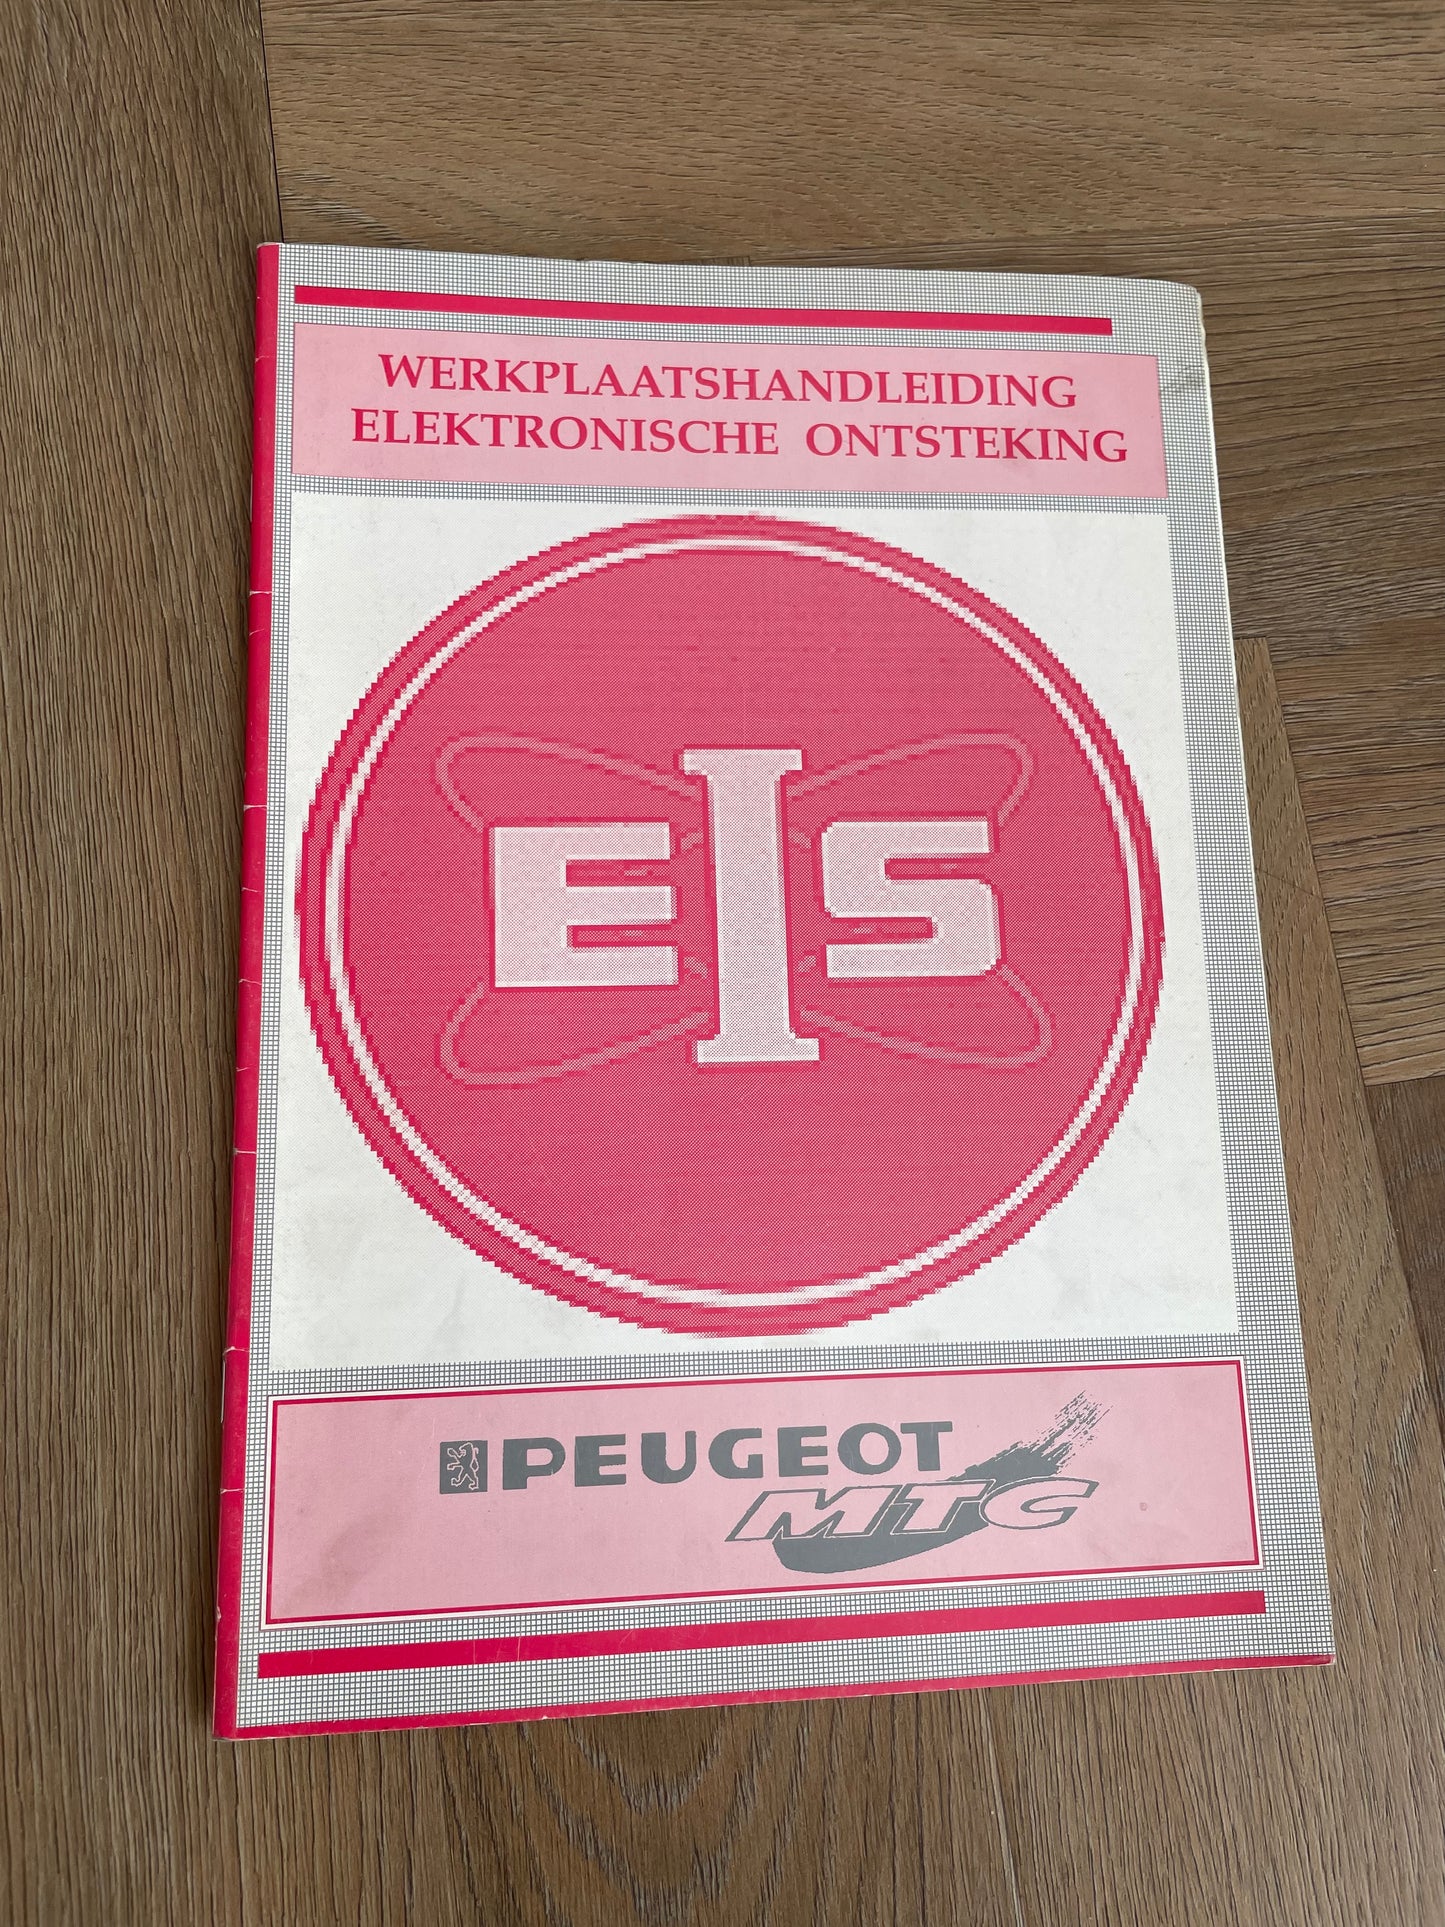 WERKPLAATSHANDLEIDING
ELEKTRONISCHE ONTSTEKING
EIS
PEUGEOT
MTC